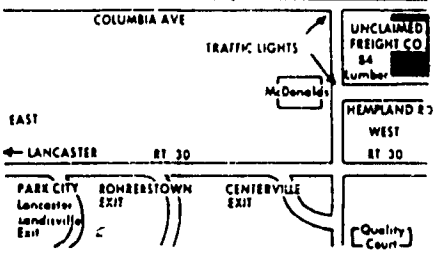 COLUMBIA AVE
TRAFFIC LIGHTS
UNCLAIMED
FREIGHT CO
84
Lumber
McDonalds
HEMPLAND RD
EAST
WEST
← LANCASTER
RT 30
RT 30
PARK CITY
Lancaster
Landisville
Exit
ROHRERSTOWN
EXIT
CENTERVILLE
EXIT
Quality
Court